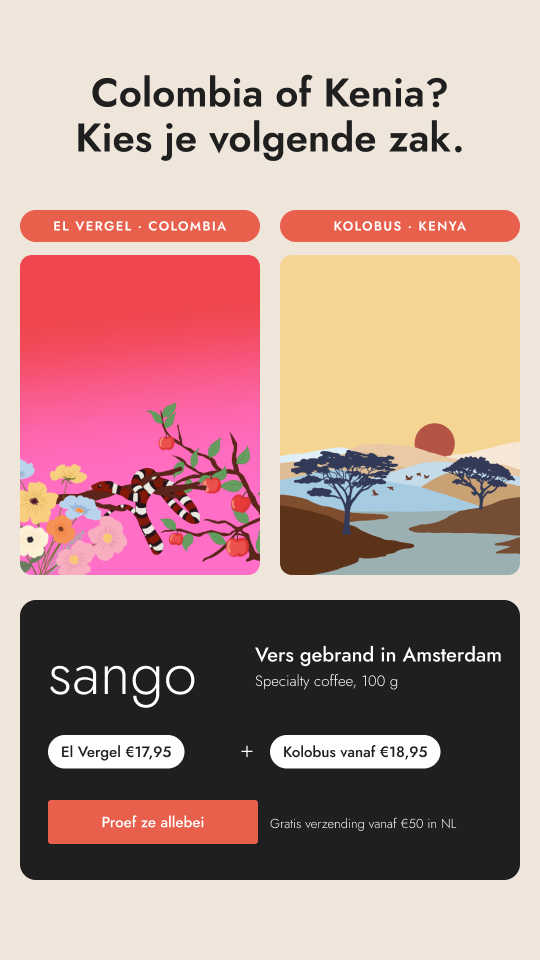 Colombia of Kenia?
Kies je volgende zak.
EL VERGEL · COLOMBIA
KOLOBUS · KENYA
sango
Vers gebrand in Amsterdam
Specialty coffee, 100 g
El Vergel €17,95
+
Kolobus vanaf €18,95
Proef ze allebei
Gratis verzending vanaf €50 in NL